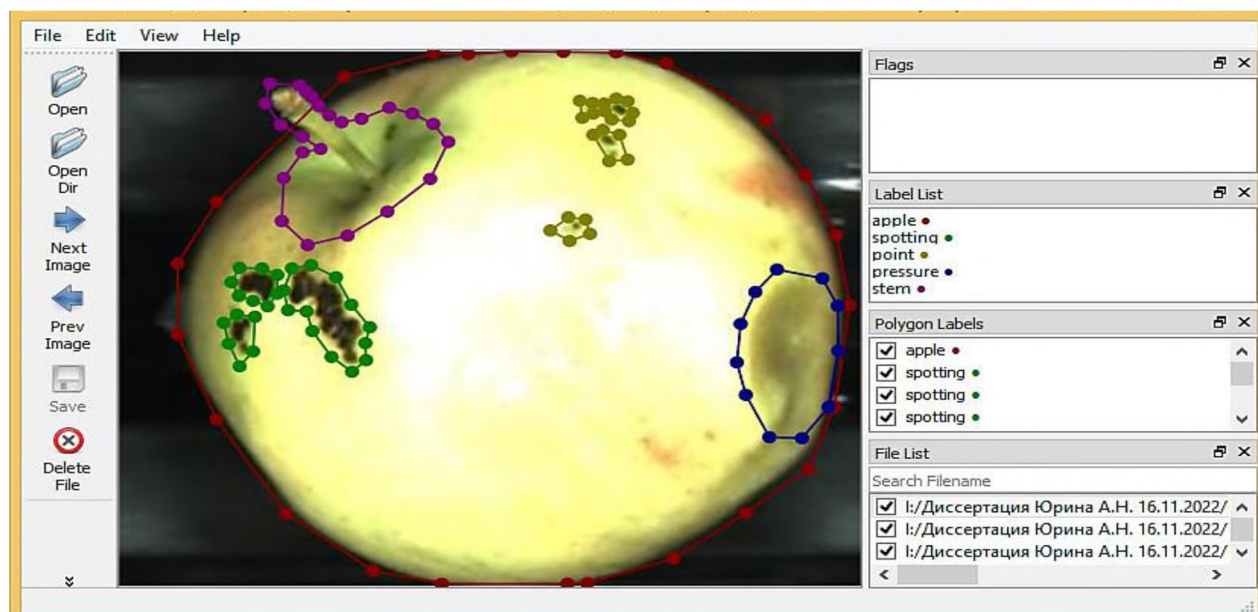 File Edit View Help
Open
Open
Dir
Next
Image
Prev
Image
Save
Delete
File
Flags
Label List
apple
spotting
point
pressure
stem
Polygon Labels
apple
spotting
spotting
spotting
File List
Search Filename
I:/Диссертация Юрина А.Н. 16.11.2022/
I:/Диссертация Юрина А.Н. 16.11.2022/
I:/Диссертация Юрина А.Н. 16.11.2022/